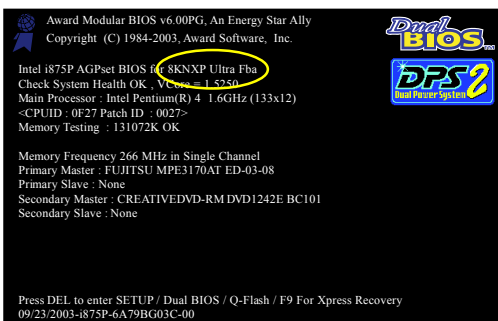 Award Modular BIOS v6.00PG, An Energy Star Ally
Copyright (C) 1984-2003, Award Software, Inc.
Dual
BIOS TM
Intel i875P AGPset BIOS for 8KNXP Ultra Fba
Check System Health OK , VCore = 1.5250
Main Processor : Intel Pentium(R) 4 1.6GHz (133x12)
<CPUID : 0F27 Patch ID : 0027>
Memory Testing : 131072K OK
DPS 2
Dual Power System
Memory Frequency 266 MHz in Single Channel
Primary Master : FUJITSU MPE3170AT ED-03-08
Primary Slave : None
Secondary Master : CREATIVEDVD-RM DVD1242E BC101
Secondary Slave : None
Press DEL to enter SETUP / Dual BIOS / Q-Flash / F9 For Xpress Recovery
09/23/2003-i875P-6A79BG03C-00